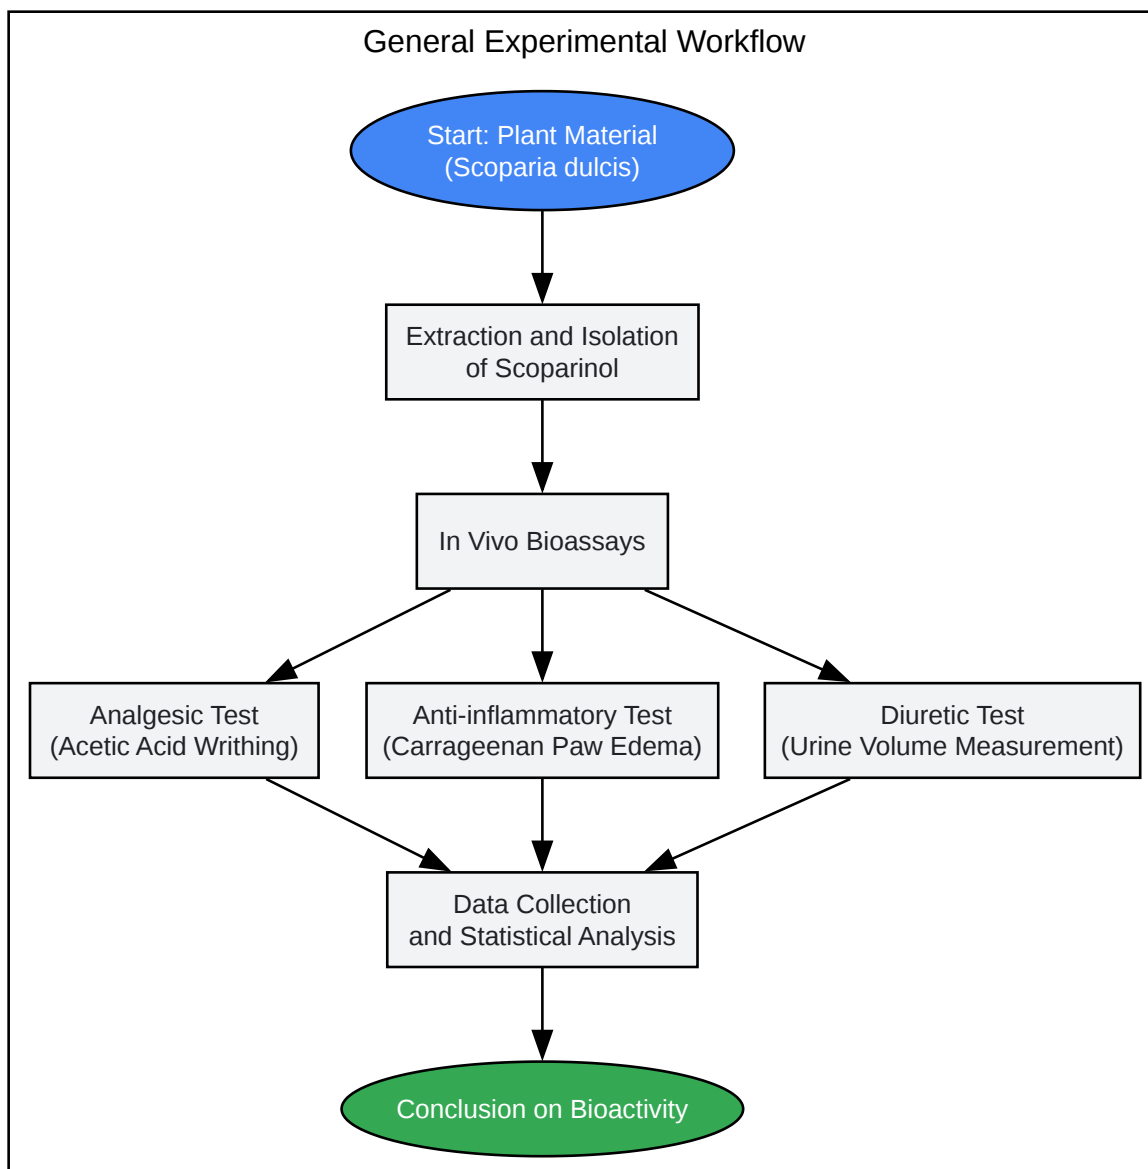 General Experimental Workflow
Start: Plant Material
(Scoparia dulcis)
Extraction and Isolation
of Scoparinol
In Vivo Bioassays
Analgesic Test
(Acetic Acid Writhing)
Anti-inflammatory Test
(Carrageenan Paw Edema)
Diuretic Test
(Urine Volume Measurement)
Data Collection
and Statistical Analysis
Conclusion on Bioactivity